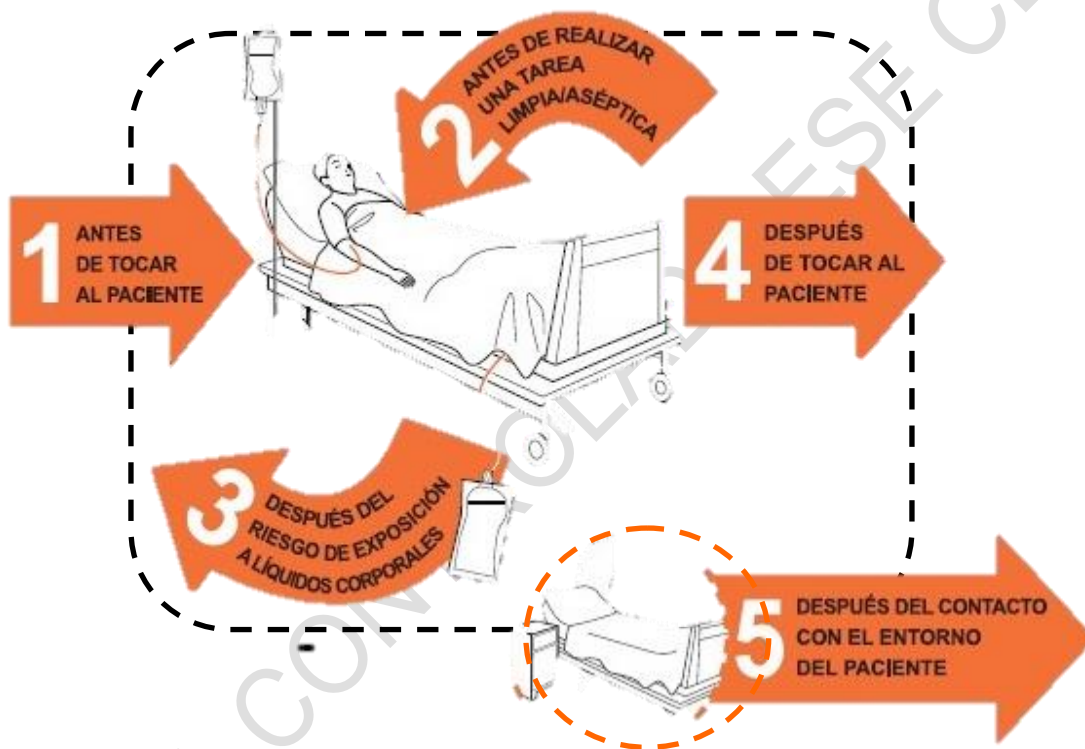 1 ANTES
DE TOCAR
AL PACIENTE
2 ANTES DE REALIZAR
UNA TAREA
LIMPIA/ASÉPTICA
3 DESPUÉS DEL
RIESGO DE EXPOSICIÓN
A LÍQUIDOS CORPORALES
4 DESPUÉS
DE TOCAR AL
PACIENTE
5 DESPUÉS DEL CONTACTO
CON EL ENTORNO
DEL PACIENTE